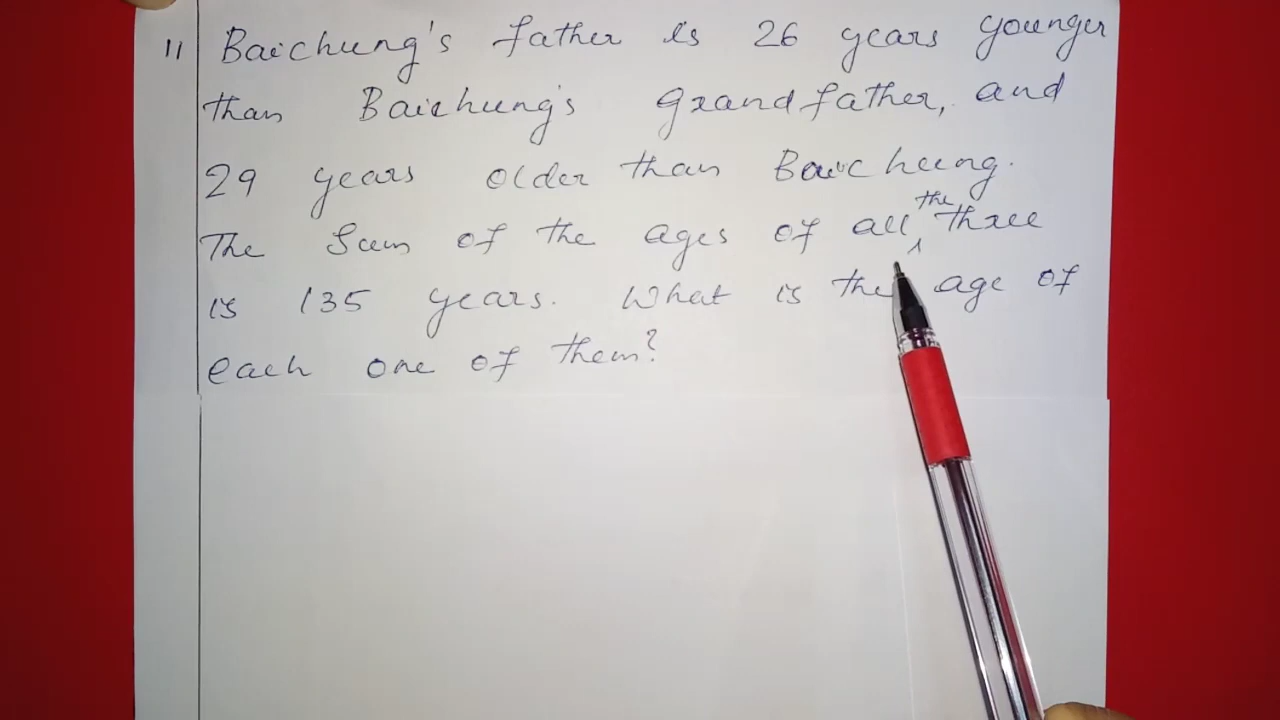 11 Baichung's father is 26 years younger
than Baichung's grandfather, and
29 years older than Baichung.
The Sum of the ages of all the three
is 135 years. What is the age of
each one of them?